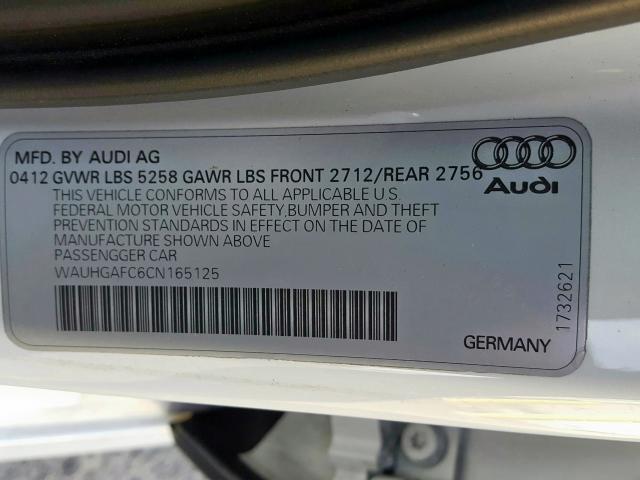 MFD. BY AUDI AG
0412 GVWR LBS 5258 GAWR LBS FRONT 2712/REAR 2756
THIS VEHICLE CONFORMS TO ALL APPLICABLE U.S.
FEDERAL MOTOR VEHICLE SAFETY,BUMPER AND THEFT
PREVENTION STANDARDS IN EFFECT ON THE DATE OF
MANUFACTURE SHOWN ABOVE.
PASSENGGER CAR
WAUHGAFC6CN165125
Audi
1732621
GERMANY